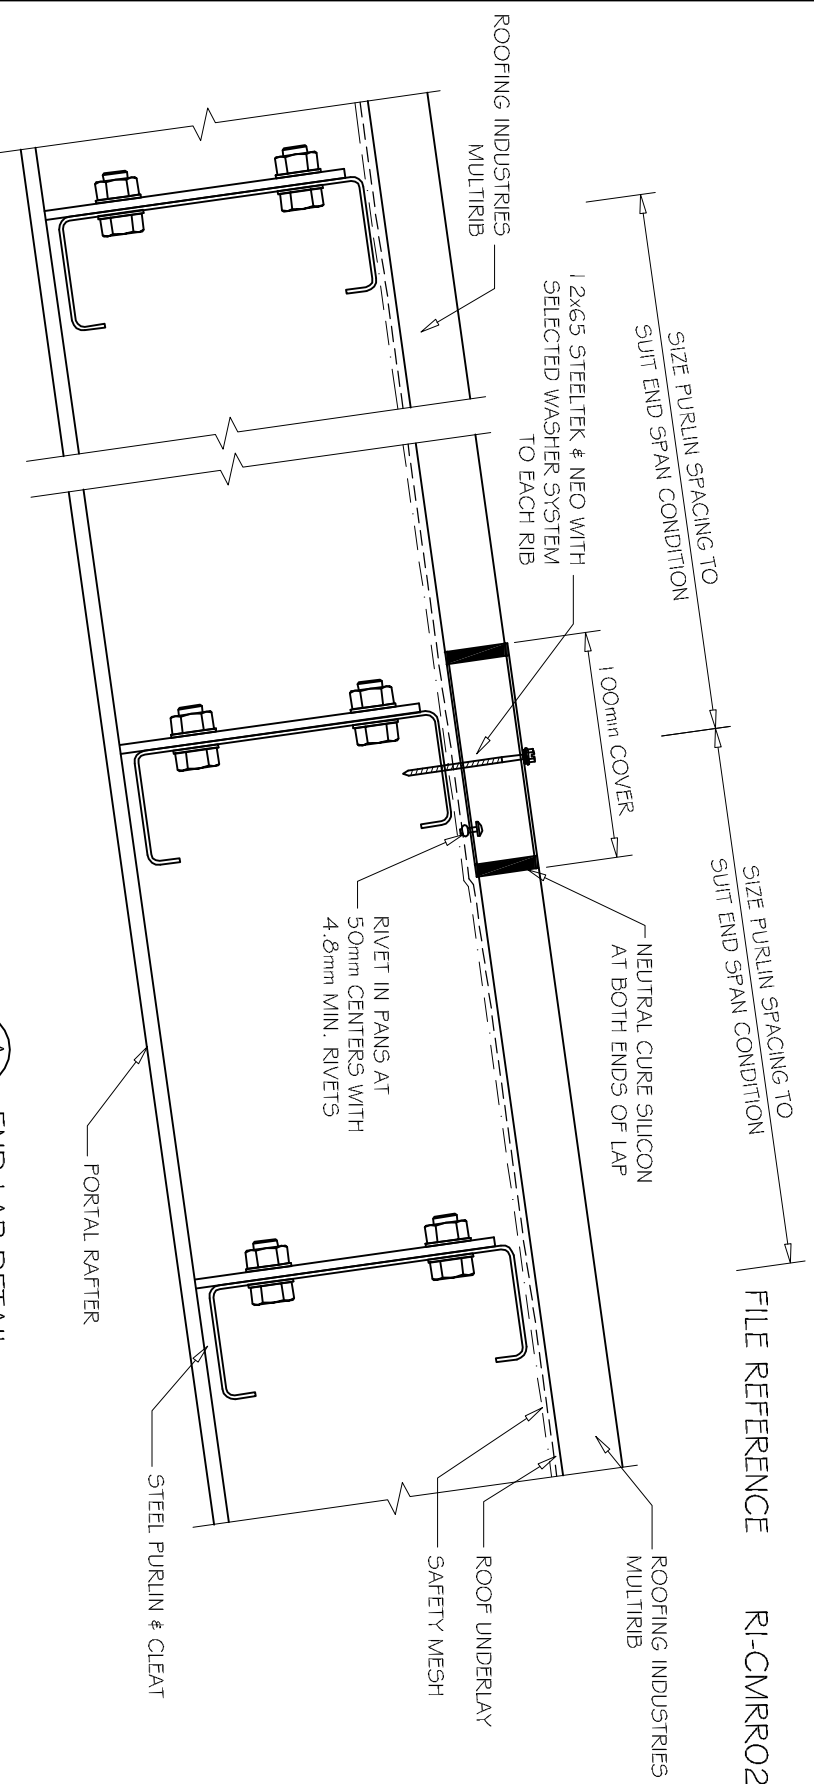 FILE REFERENCE RI-CMRR02
SIZE PURLIN SPACING TO
SUIT END SPAN CONDITION
SIZE PURLIN SPACING TO
SUIT END SPAN CONDITION
ROOFING INDUSTRIES
MULTIRIB
12x65 STEELTEK & NEO WITH
SELECTED WASHER SYSTEM
TO EACH RIB
100min COVER
NEUTRAL CURE SILICON
AT BOTH ENDS OF LAP
ROOFING INDUSTRIES
MULTIRIB
ROOF UNDERLAY
SAFETY MESH
RIVET IN PANS AT
50mm CENTERS WITH
4.8mm MIN. RIVETS
STEEL PURLIN & CLEAT
PORTAL RAFTER
END LAP DETAIL